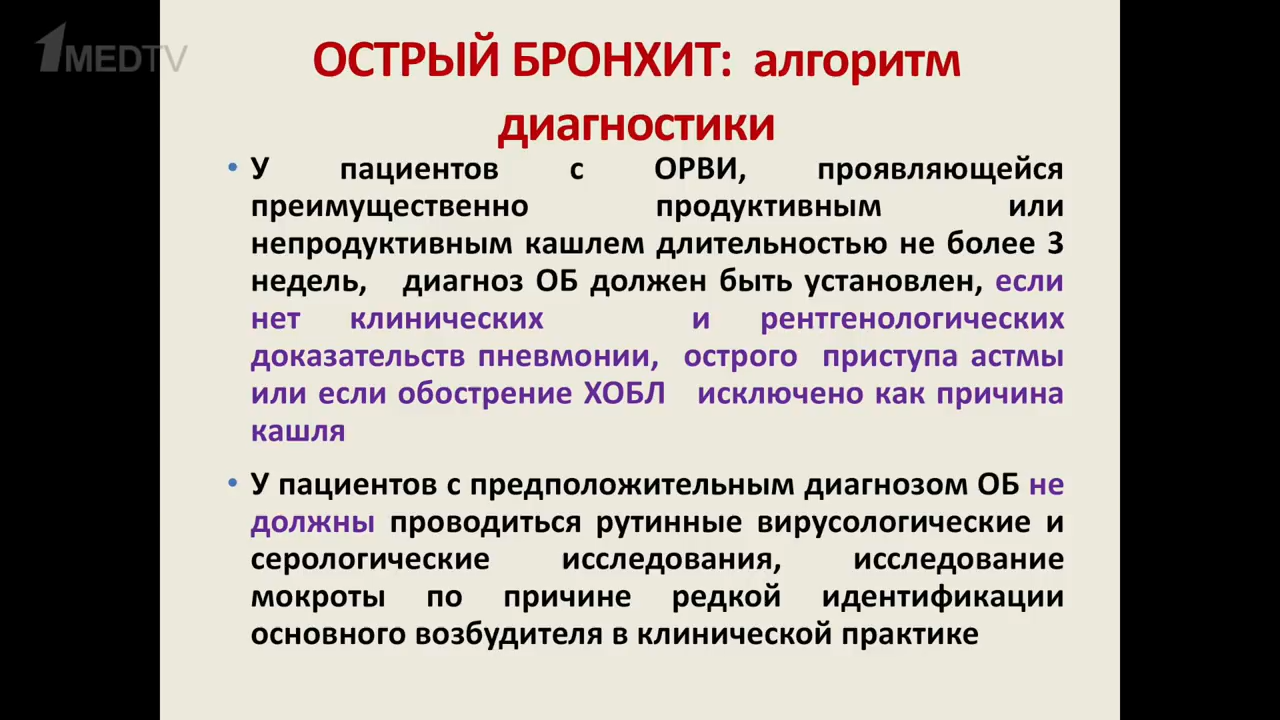 1MEDTV
ОСТРЫЙ БРОНХИТ: алгоритм
диагностики
• У пациентов с ОРВИ, проявляющейся
преимущественно продуктивным или
непродуктивным кашлем длительностью не более 3
недель, диагноз ОБ должен быть установлен, если
нет клинических и рентгенологических
доказательств пневмонии, острого приступа астмы
или если обострение ХОБЛ исключено как причина
кашля
• У пациентов с предположительным диагнозом ОБ не
должны проводиться рутинные вирусологические и
серологические исследования, исследование
мокроты по причине редкой идентификации
основного возбудителя в клинической практике